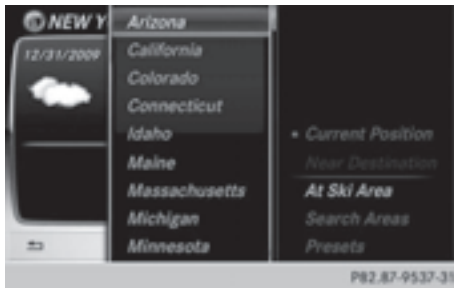 NEW Y
12/31/2009
Arizona
California
Colorado
Connecticut
Idaho
Maine
Massachusetts
Michigan
Minnesota
Current Position
Near Destination
At Ski Area
Search Areas
Presets
P82.87-9537-31